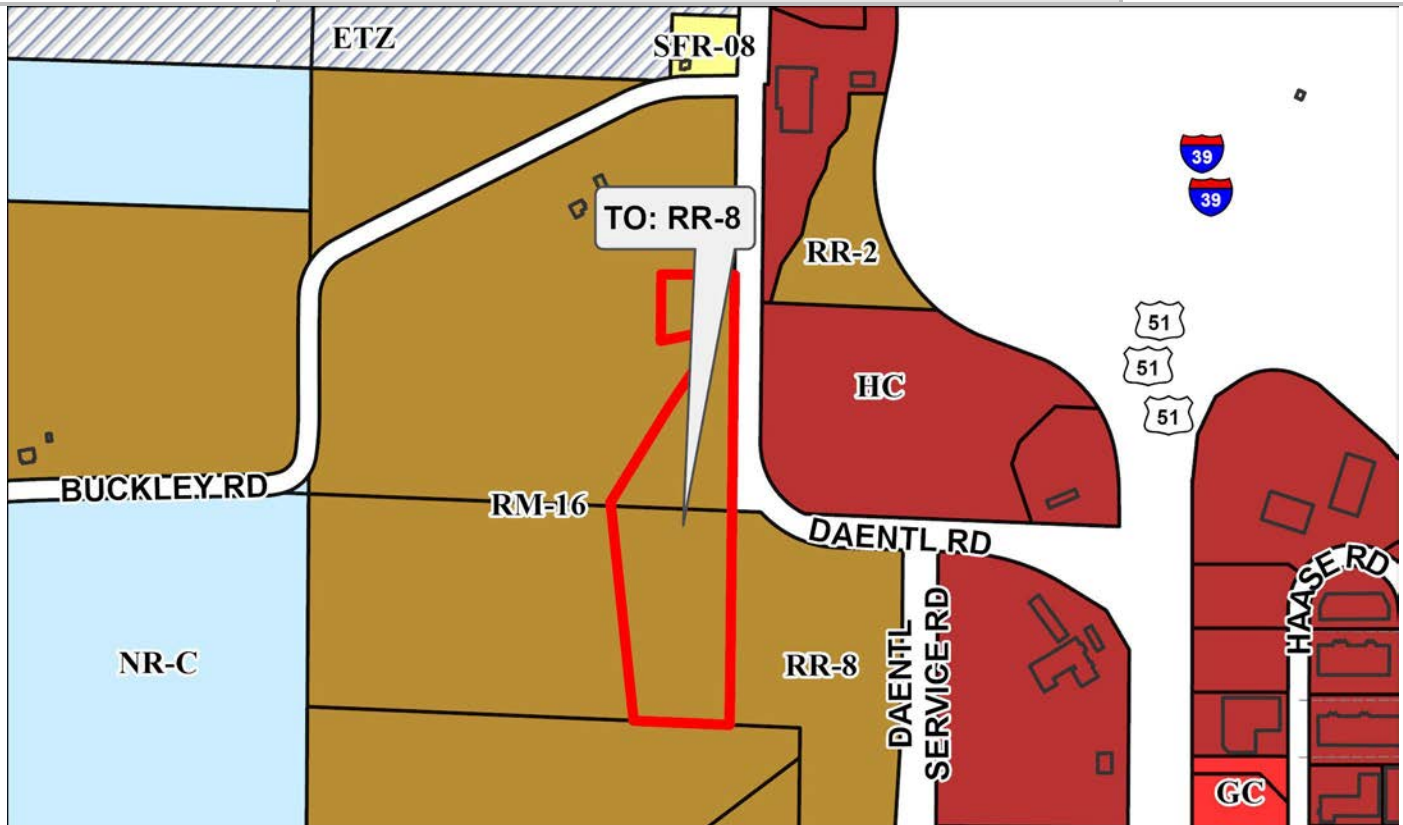 ETZ
SFR-08
39
39
TO: RR-8
RR-2
51
51
51
HC
BUCKLEY RD
RM-16
DAENTL RD
HAASE RD
DAENTL
SERVICE RD
NR-C
RR-8
GC